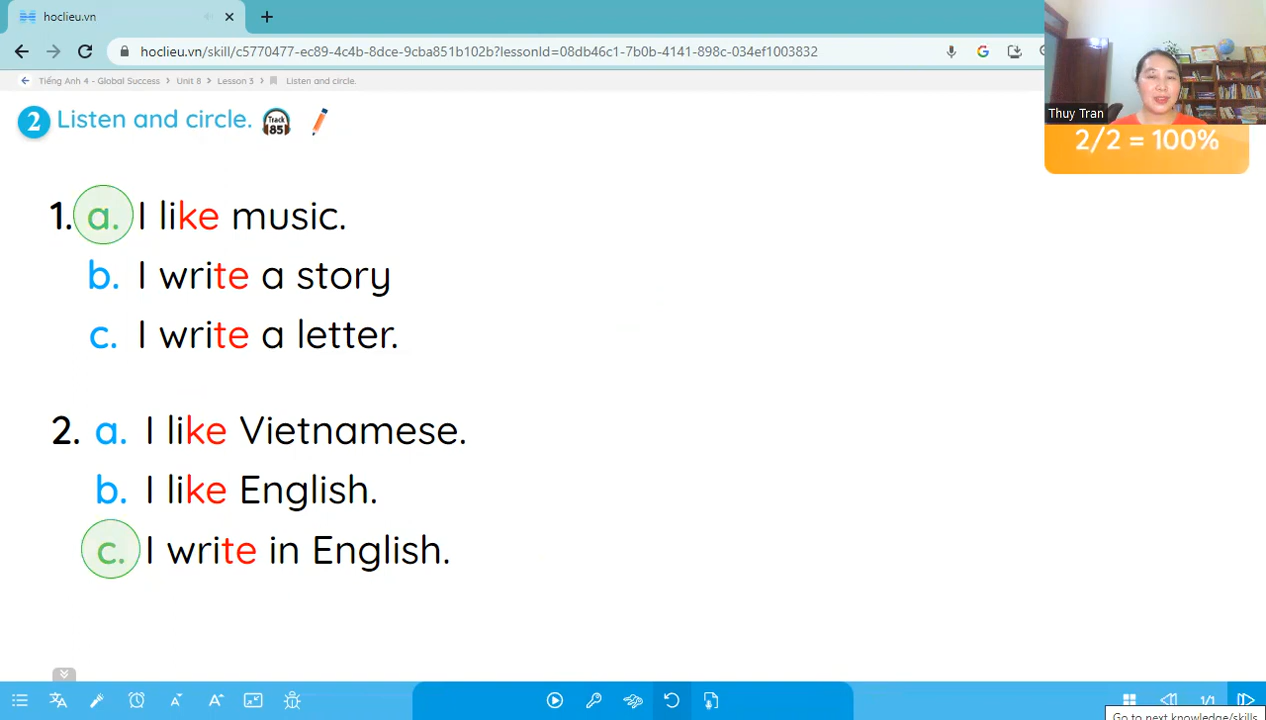 hoclieu.vn
hoclieu.vn/skill/c5770477-ec89-4c4b-8dce-9cba851b102b?lessonId=08db46c1-7b0b-4141-898c-034ef1003832
Tiếng Anh 4 - Global Success > Unit 8 > Lesson 3 > Listen and circle.
2 Listen and circle. Track 85
Thuy Tran
2/2 = 100%
1. a. I like music.
b. I write a story
c. I write a letter.
2. a. I like Vietnamese.
b. I like English.
c. I write in English.
1/1
Go to next knowledge/skills